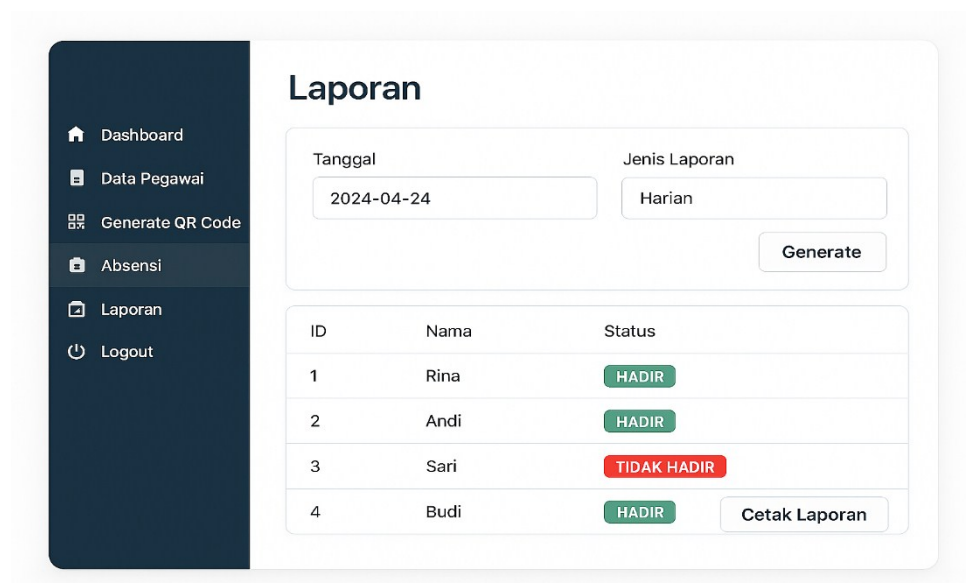 Dashboard
Data Pegawai
Generate QR Code
Absensi
Laporan
Logout
Laporan
Tanggal Jenis Laporan
2024-04-24 Harian
Generate
ID Nama Status
1 Rina HADIR
2 Andi HADIR
3 Sari TIDAK HADIR
4 Budi HADIR Cetak Laporan